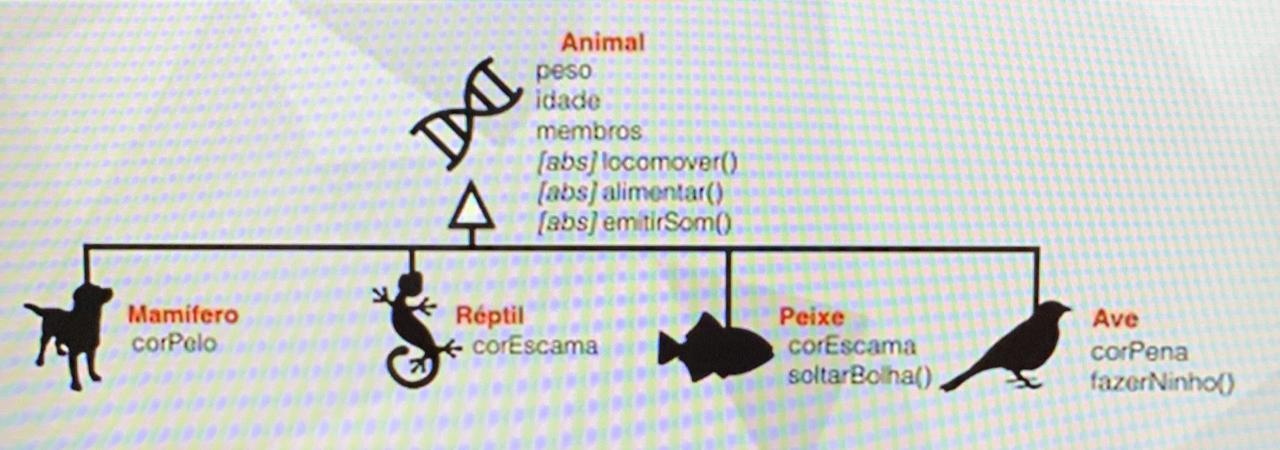 Animal
peso
idade
membros
[abs] locomover()
[abs] alimentar()
[abs] emitirSom()
Mamífero
corPelo
Réptil
corEscama
Peixe
corEscama
soltarBolha()
Ave
corPena
fazerNinho()